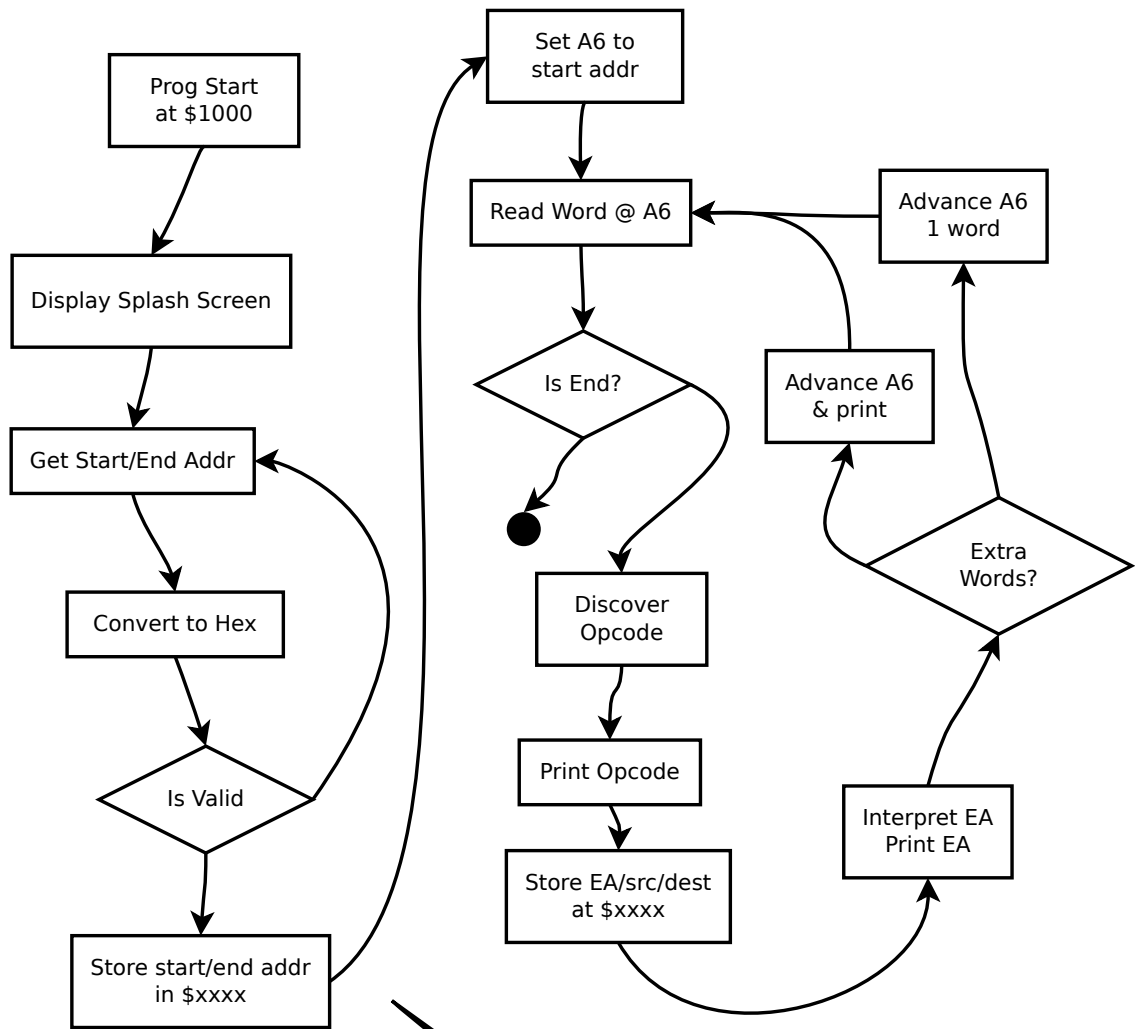 Prog Start
at $1000
Display Splash Screen
Get Start/End Addr
Convert to Hex
Is Valid
Store start/end addr
in $xxxx
Set A6 to
start addr
Read Word @ A6
Is End?
Discover
Opcode
Print Opcode
Store EA/src/dest
at $xxxx
Interpret EA
Print EA
Extra
Words?
Advance A6
& print
Advance A6
1 word